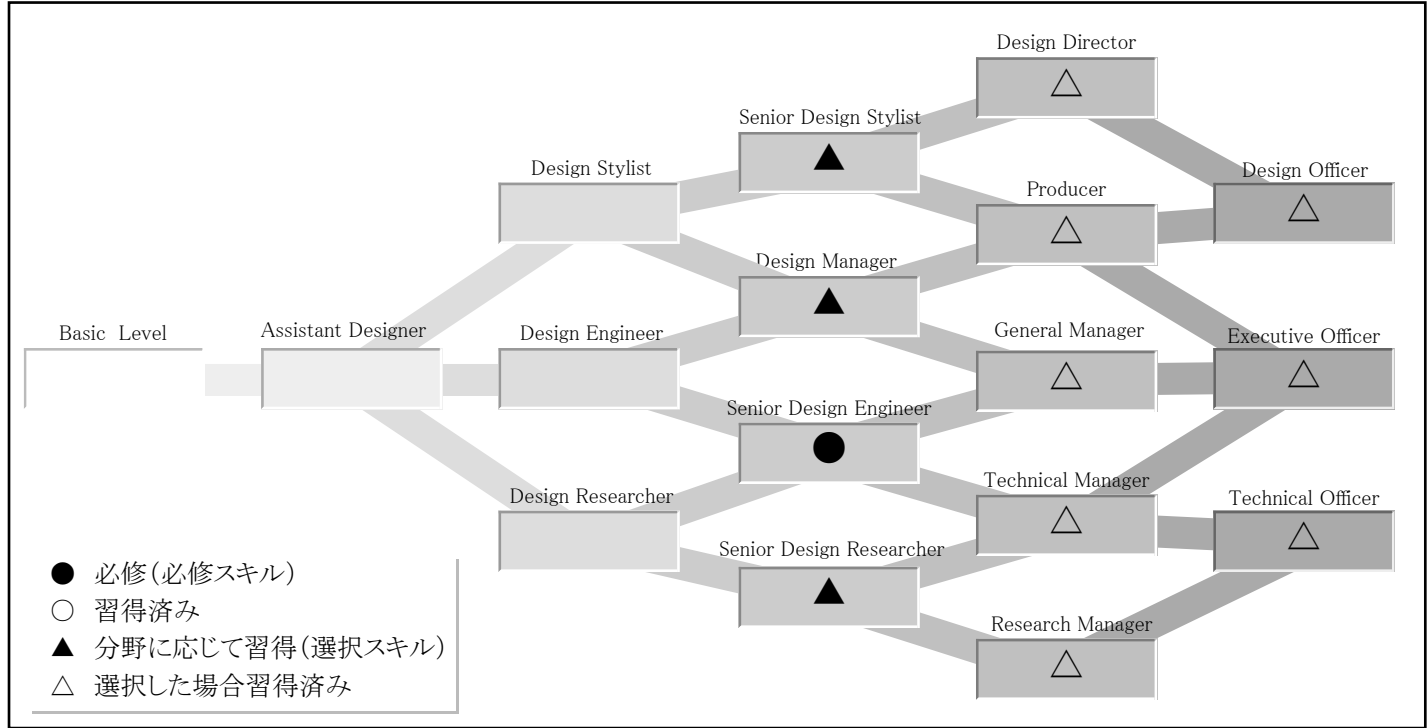 Design Director
△
Senior Design Stylist
▲
Design Stylist
Producer
△
Design Officer
△
Design Manager
▲
Basic Level
Assistant Designer
Design Engineer
General Manager
△
Executive Officer
△
Senior Design Engineer
●
Design Researcher
Technical Manager
△
Technical Officer
△
Senior Design Researcher
▲
Research Manager
△
● 必修(必修スキル)
○ 習得済み
▲ 分野に応じて習得(選択スキル)
△ 選択した場合習得済み